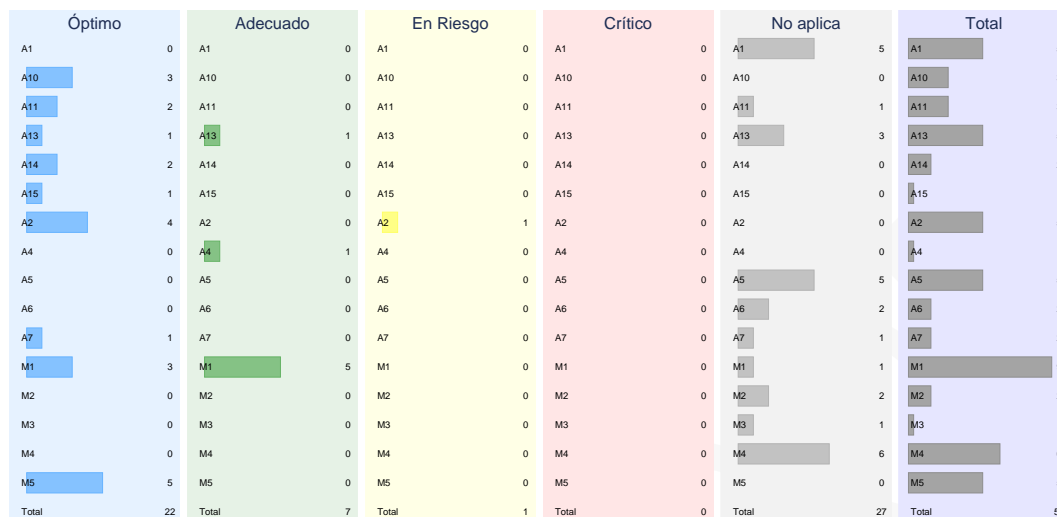 Óptimo Adecuado En Riesgo Crítico No aplica Total
A1 0 A1 0 A1 0 A1 0 A1 5 A1
A10 3 A10 0 A10 0 A10 0 A10 0 A10
A11 2 A11 0 A11 0 A11 0 A11 1 A11
A13 1 A13 1 A13 0 A13 0 A13 3 A13
A14 2 A14 0 A14 0 A14 0 A14 0 A14
A15 1 A15 0 A15 0 A15 0 A15 0 A15
A2 4 A2 0 A2 1 A2 0 A2 0 A2
A4 0 A4 1 A4 0 A4 0 A4 0 A4
A5 0 A5 0 A5 0 A5 0 A5 5 A5
A6 0 A6 0 A6 0 A6 0 A6 2 A6
A7 1 A7 0 A7 0 A7 0 A7 1 A7
M1 3 M1 5 M1 0 M1 0 M1 1 M1
M2 0 M2 0 M2 0 M2 0 M2 2 M2
M3 0 M3 0 M3 0 M3 0 M3 1 M3
M4 0 M4 0 M4 0 M4 0 M4 6 M4
M5 5 M5 0 M5 0 M5 0 M5 0 M5
Total 22 Total 7 Total 1 Total 0 Total 27 Total